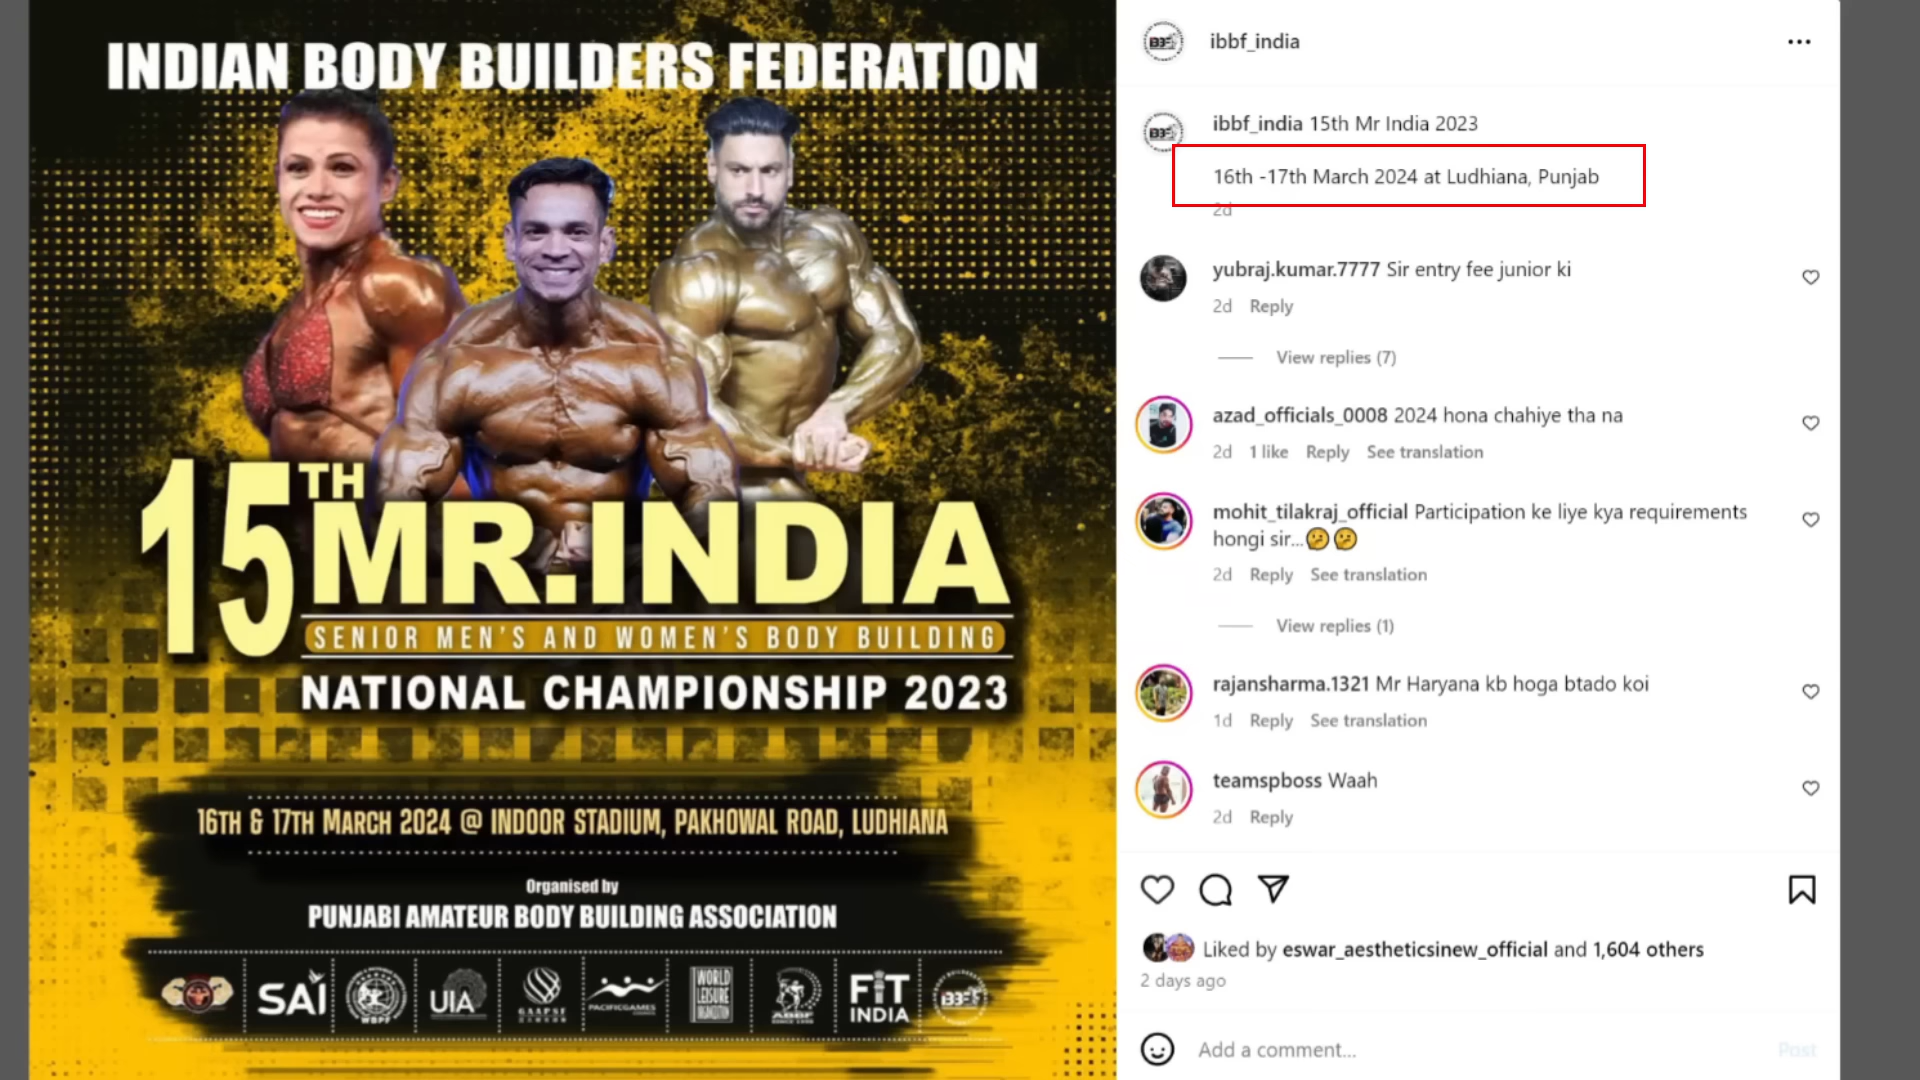 INDIAN BODY BUILDERS FEDERATION
15TH
MR.INDIA
SENIOR MEN'S AND WOMEN'S BODY BUILDING
NATIONAL CHAMPIONSHIP 2023
16TH & 17TH MARCH 2024 @ INDOOR STADIUM, PAKHOWAL ROAD, LUDHIANA
Organised by
PUNJABI AMATEUR BODY BUILDING ASSOCIATION
SAI
WBPF
UIA
PACIFICGAMES
WORLD
LEISURE
ORGANIZATION
ABBF
FIT
INDIA
ibbf_india
ibbf_india 15th Mr India 2023
16th -17th March 2024 at Ludhiana, Punjab
2d
yubraj.kumar.7777 Sir entry fee junior ki
2d Reply
View replies (7)
azad_officials_0008 2024 hona chahiye tha na
2d 1 like Reply See translation
mohit_tilakraj_official Participation ke liye kya requirements
hongi sir...🫤🫤
2d Reply See translation
View replies (1)
rajansharma.1321 Mr Haryana kb hoga btado koi
1d Reply See translation
teamspboss Waah
2d Reply
Liked by eswar_aestheticsinew_official and 1,604 others
2 days ago
Add a comment...
Post